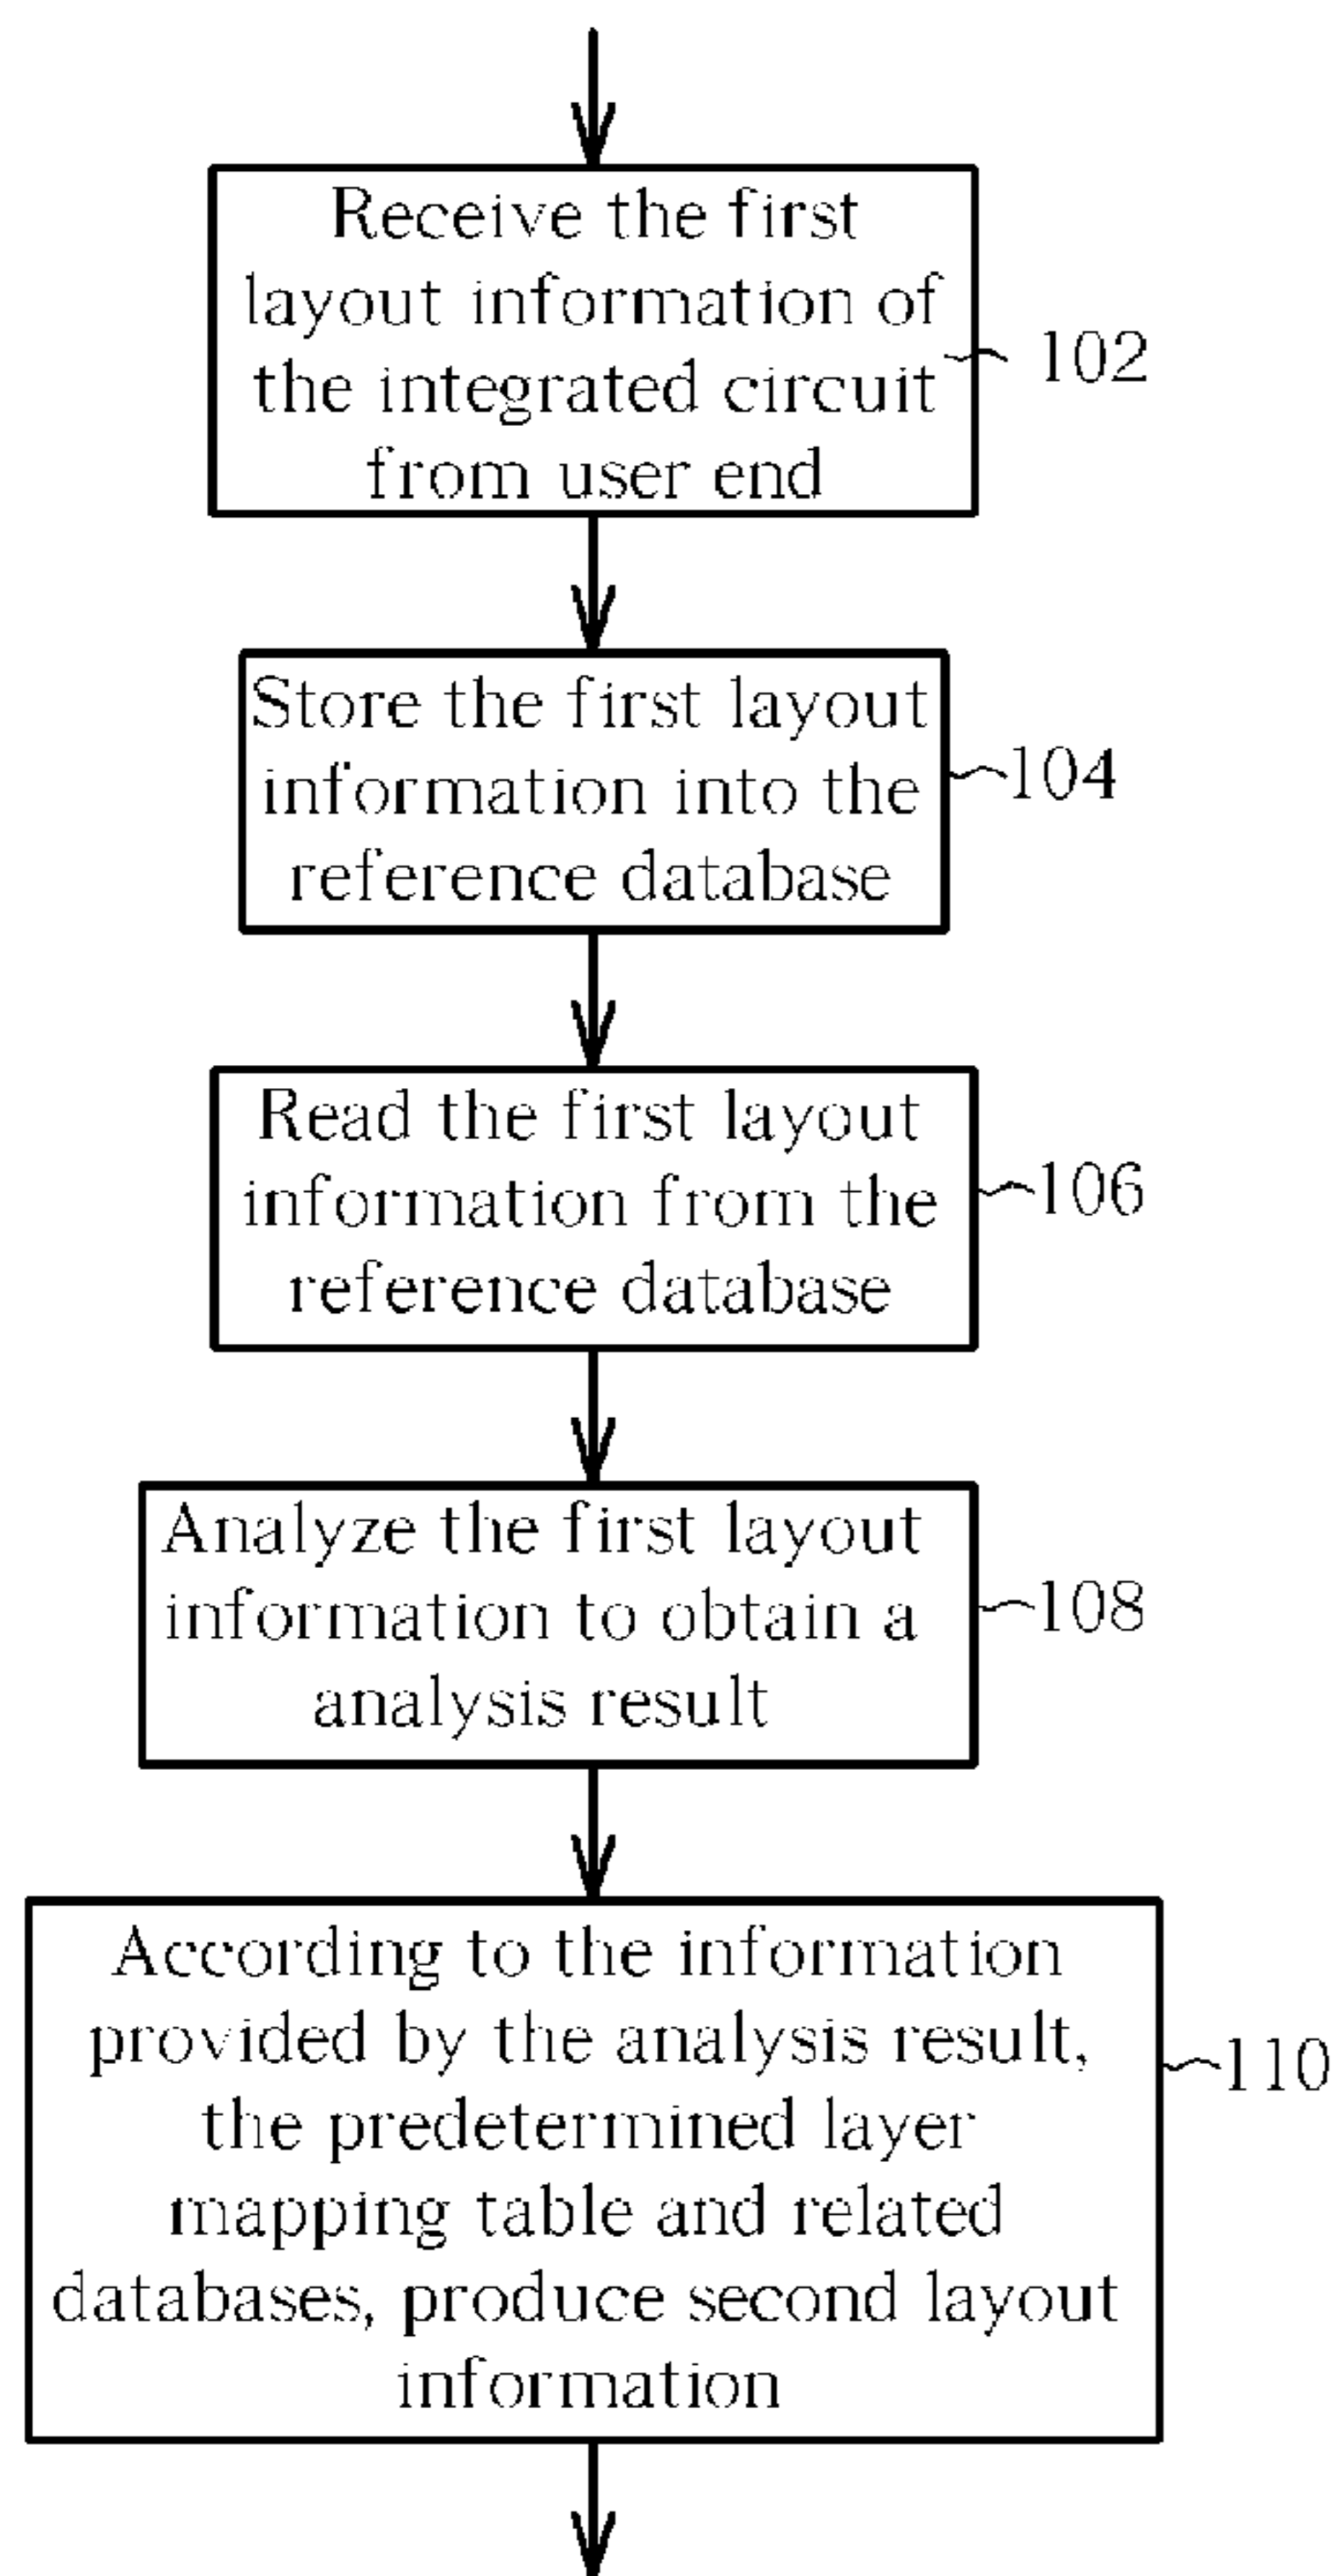 Receive the first
layout information of
the integrated circuit
from user end
102
Store the first layout
information into the
reference database
104
Read the first layout
information from the
reference database
106
Analyze the first layout
information to obtain a
analysis result
108
According to the information
provided by the analysis result,
the predetermined layer
mapping table and related
databases, produce second layout
information
110